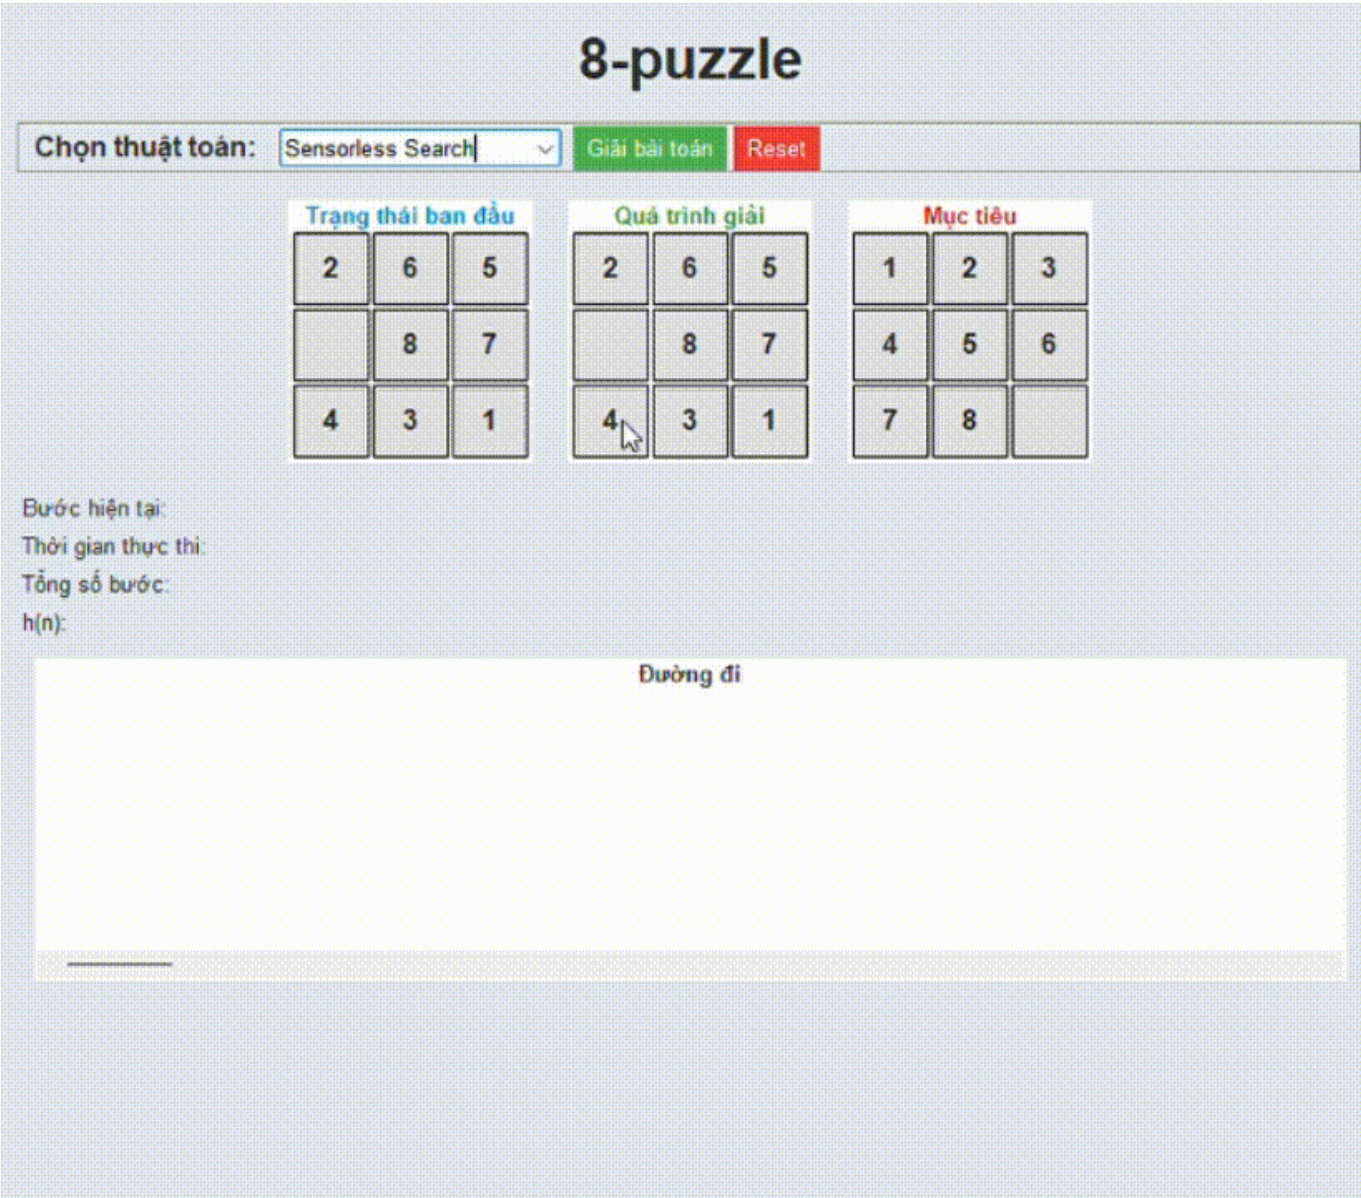 8-puzzle
Chọn thuật toán: Sensorless Search Giải bài toán Reset
Trạng thái ban đầu Quá trình giải Mục tiêu
2 6 5 2 6 5 1 2 3
8 7 8 7 4 5 6
4 3 1 4 3 1 7 8
Bước hiện tại:
Thời gian thực thi:
Tổng số bước:
h(n):
Đường đi